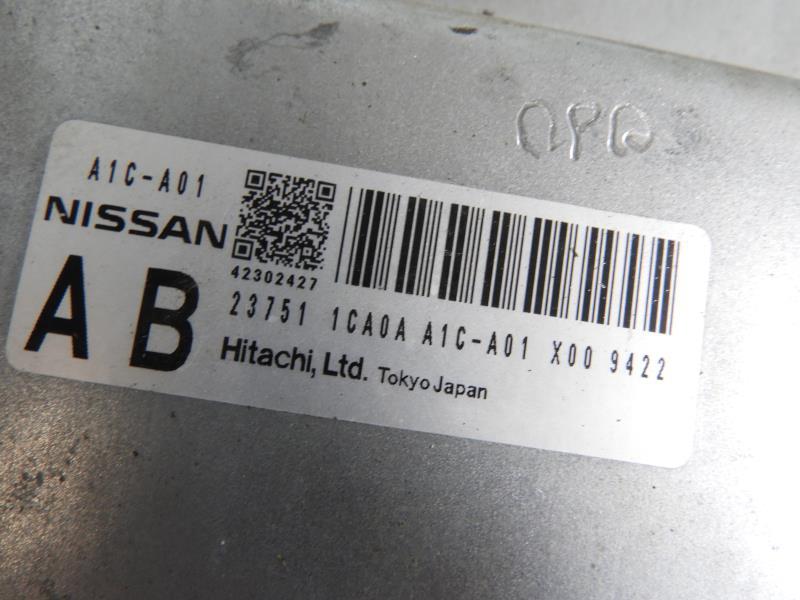 A1C-A01
NISSAN
42302427
AB
23751 1CA0A A1C-A01 X00 9422
Hitachi, Ltd. Tokyo Japan